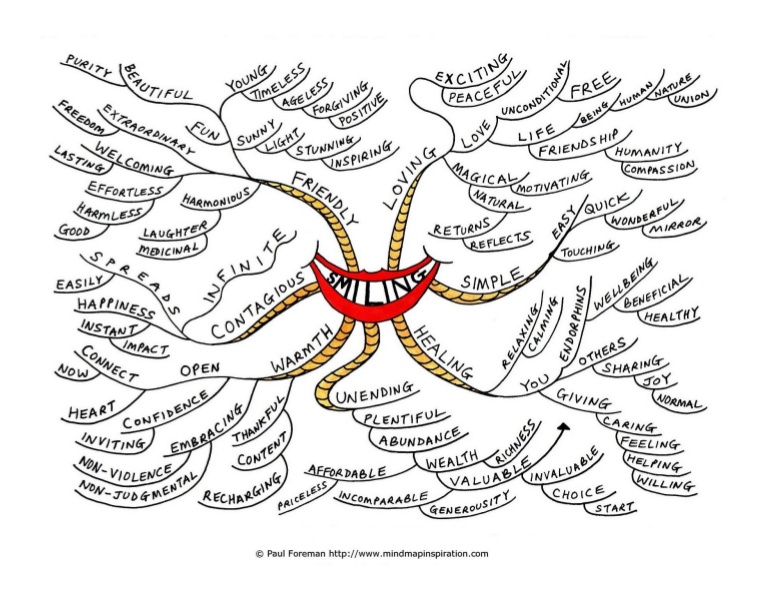 SMILING
FRIENDLY
PURITY
BEAUTIFUL
YOUNG
TIMELESS
AGELESS
FORGIVING
POSITIVE
FUN
SUNNY
LIGHT
STUNNING
INSPIRING
FREEDOM
EXTRAORDINARY
WELCOMING
LASTING
EFFORTLESS
HARMLESS
GOOD
HARMONIOUS
LAUGHTER
MEDICINAL
LOVING
EXCITING
PEACEFUL
LOVE
UNCONDITIONAL
FREE
LIFE
BEING
HUMAN
NATURE
UNION
FRIENDSHIP
HUMANITY
COMPASSION
MAGICAL
NATURAL
MOTIVATING
RETURNS
REFLECTS
SIMPLE
EASY
QUICK
WONDERFUL
MIRROR
TOUCHING
HEALING
RELAXING
CALMING
YOU
ENDORPHINS
WELLBEING
BENEFICIAL
HEALTHY
OTHERS
SHARING
JOY
NORMAL
GIVING
CARING
FEELING
HELPING
WILLING
UNENDING
PLENTIFUL
ABUNDANCE
WEALTH
RICHNESS
VALUABLE
INVALUABLE
CHOICE
START
AFFORDABLE
PRICELESS
INCOMPARABLE
GENEROUSITY
WARMTH
OPEN
CONNECT
NOW
HEART
INVITING
CONFIDENCE
NON-VIOLENCE
NON-JUDGMENTAL
EMBRACING
THANKFUL
CONTENT
RECHARGING
CONTAGIOUS
INFINITE
SPREADS
EASILY
HAPPINESS
INSTANT
IMPACT
© Paul Foreman http://www.mindmapinspiration.com